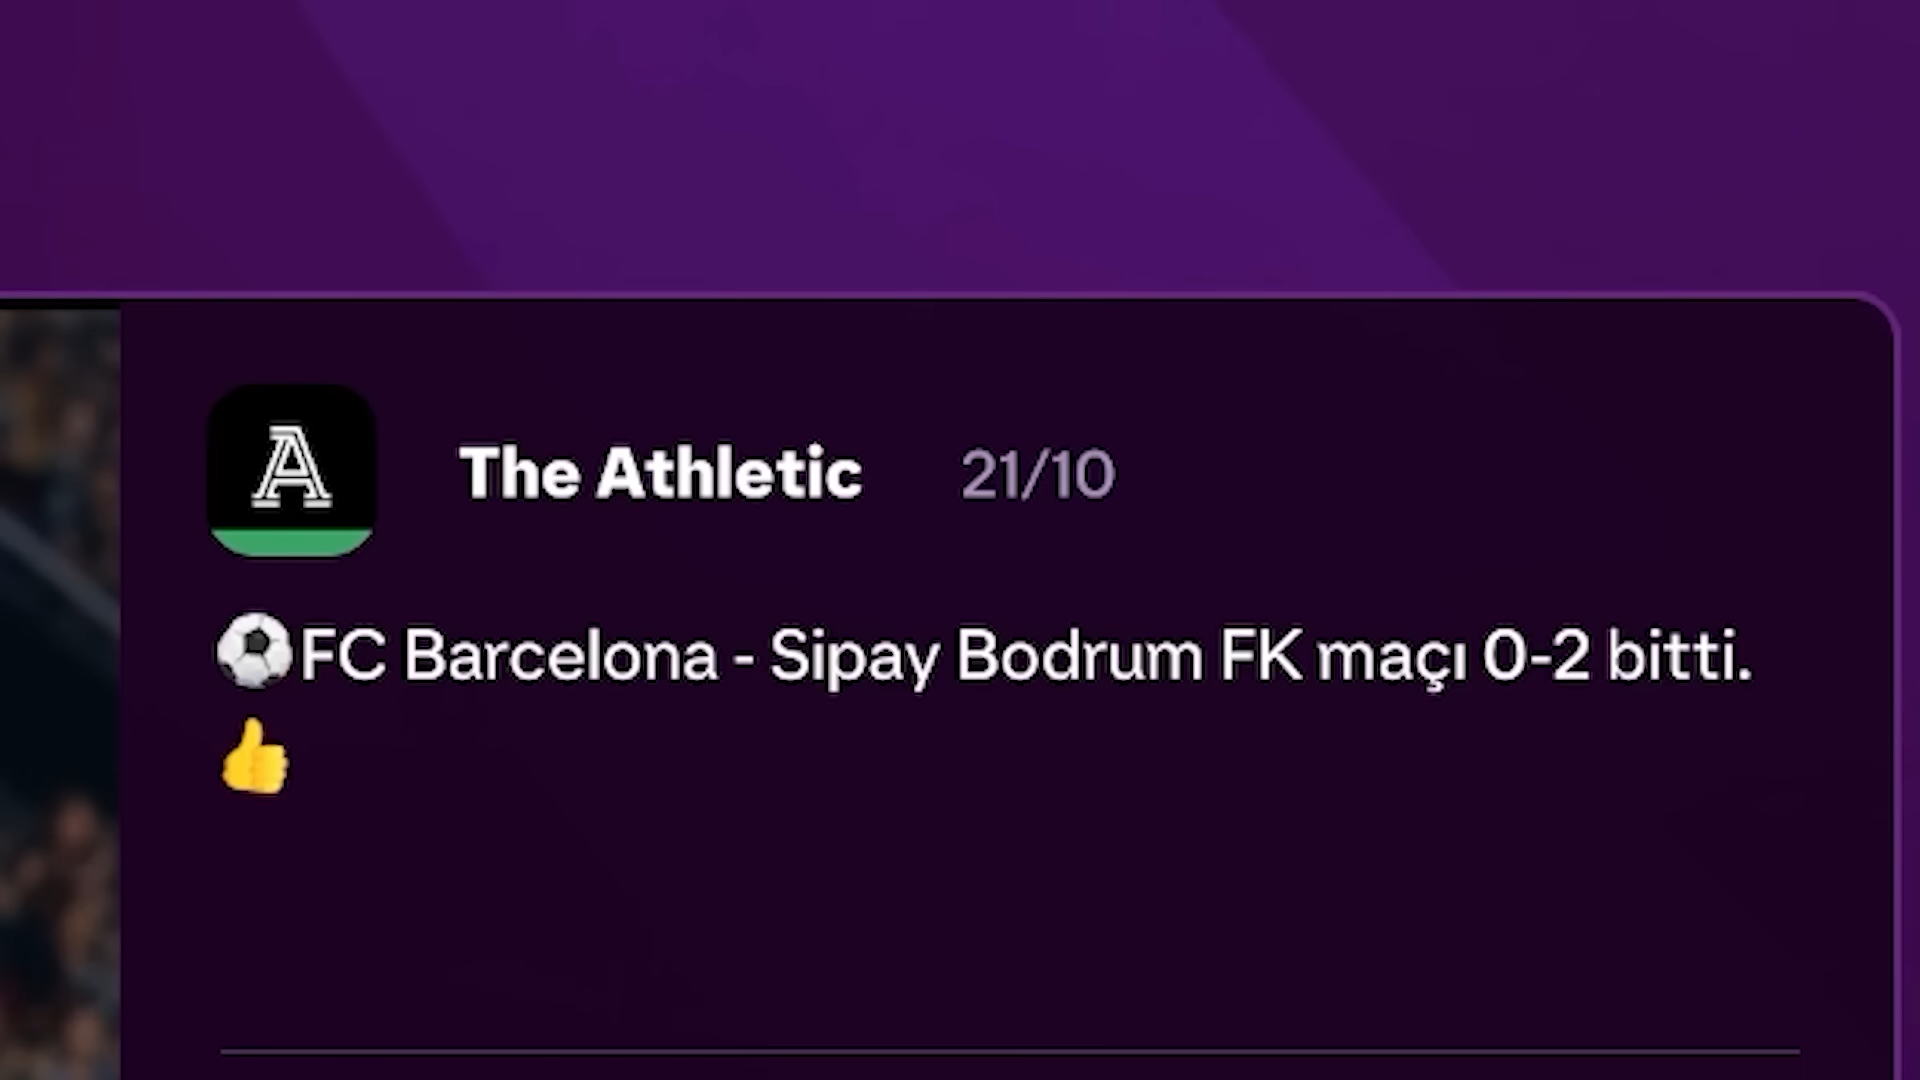 A
The Athletic 21/10
⚽FC Barcelona - Sipay Bodrum FK maçı 0-2 bitti.
👍